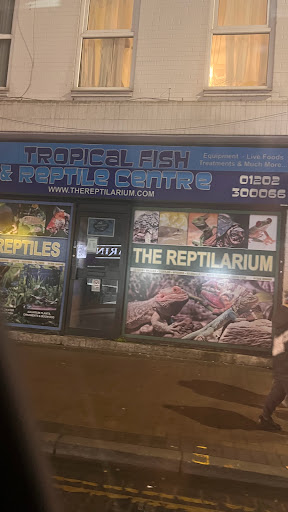 TROPICAL FISH
& REPTILE CENTRE
WWW.THEREPTILARIUM.COM
Equipment - Live Foods
Treatments & Much More
01202
300066
REPTILES
THE REPTILARIUM